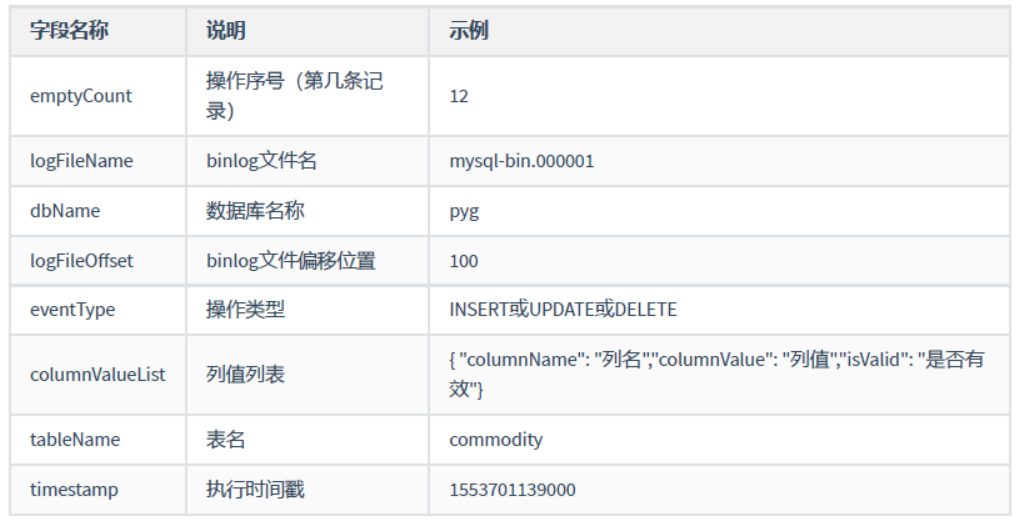 字段名称 说明 示例
emptyCount 操作序号（第几条记录） 12
logFileName binlog文件名 mysql-bin.000001
dbName 数据库名称 pyg
logFileOffset binlog文件偏移位置 100
eventType 操作类型 INSERT或UPDATE或DELETE
columnValueList 列值列表 { "columnName": "列名","columnValue": "列值","isValid": "是否有效"}
tableName 表名 commodity
timestamp 执行时间戳 1553701139000